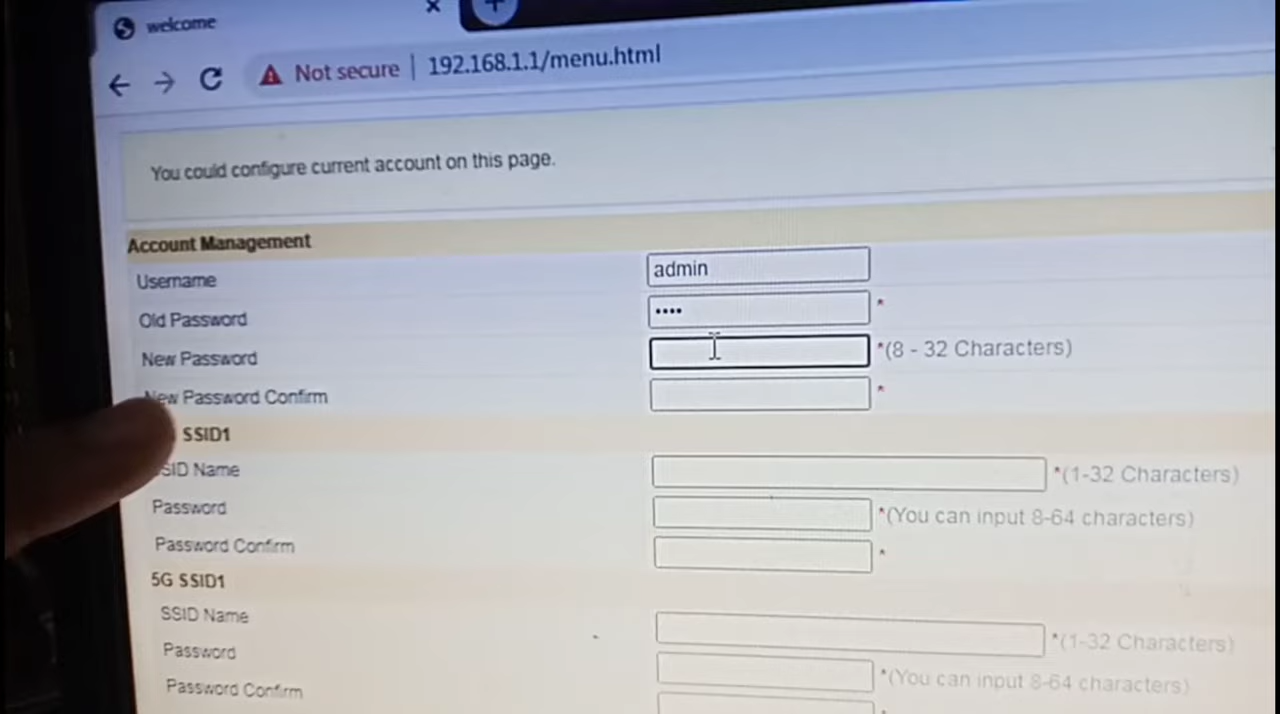 welcome
Not secure | 192.168.1.1/menu.html
You could configure current account on this page.
Account Management
Username admin
Old Password •••• *
New Password *(8 - 32 Characters)
New Password Confirm *
SSID1
SSID Name *(1-32 Characters)
Password *(You can input 8-64 characters)
Password Confirm *
5G SSID1
SSID Name *(1-32 Characters)
Password *(You can input 8-64 characters)
Password Confirm *